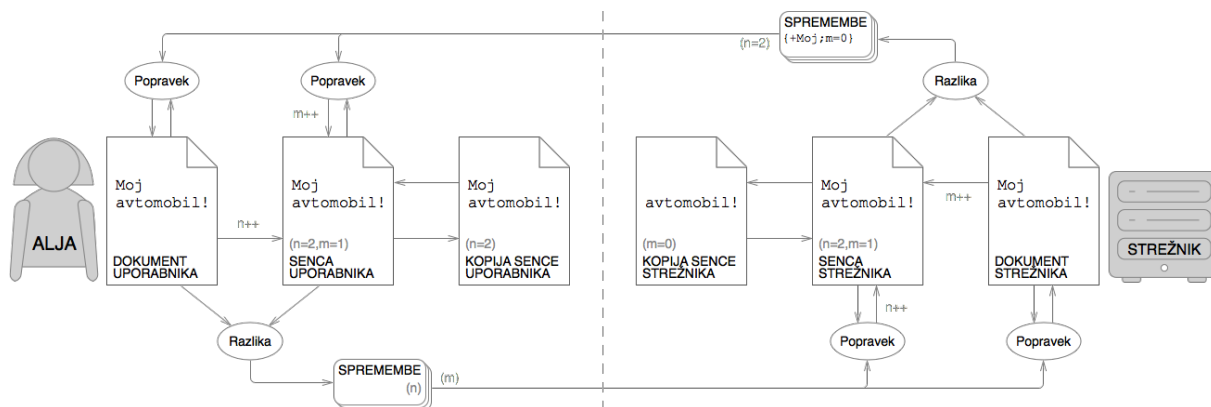 SPREMEMBE
{+Moj;m=0}
(n=2)
Popravek
Popravek
Razlika
m++
Moj
avtomobil!
Moj
avtomobil!
Moj
avtomobil!
avtomobil!
Moj
avtomobil!
Moj
avtomobil!
m++
n++
ALJA
(n=2,m=1)
(n=2)
(m=0)
(n=2,m=1)
STREŽNIK
DOKUMENT
UPORABNIKA
SENCA
UPORABNIKA
KOPIJA SENCE
UPORABNIKA
KOPIJA SENCE
STREŽNIKA
SENCA
STREŽNIKA
DOKUMENT
STREŽNIKA
n++
Razlika
Popravek
Popravek
SPREMEMBE
(n)
(m)